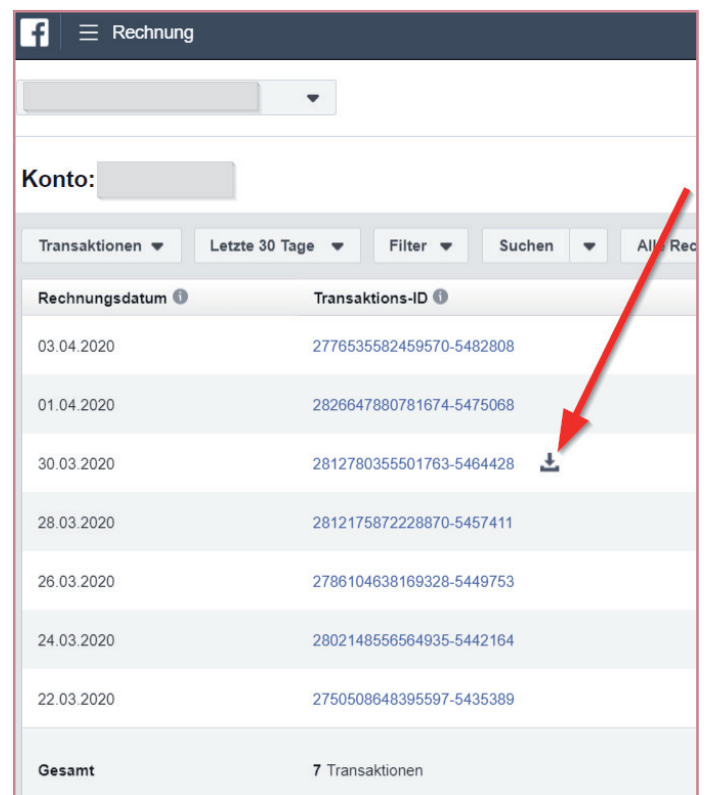 f Rechnung
Konto:
Transaktionen Letzte 30 Tage Filter Suchen Alle Rec
Rechnungsdatum Transaktions-ID
03.04.2020 2776535582459570-5482808
01.04.2020 2826647880781674-5475068
30.03.2020 2812780355501763-5464428
28.03.2020 2812175872228870-5457411
26.03.2020 2786104638169328-5449753
24.03.2020 2802148556564935-5442164
22.03.2020 2750508648395597-5435389
Gesamt 7 Transaktionen